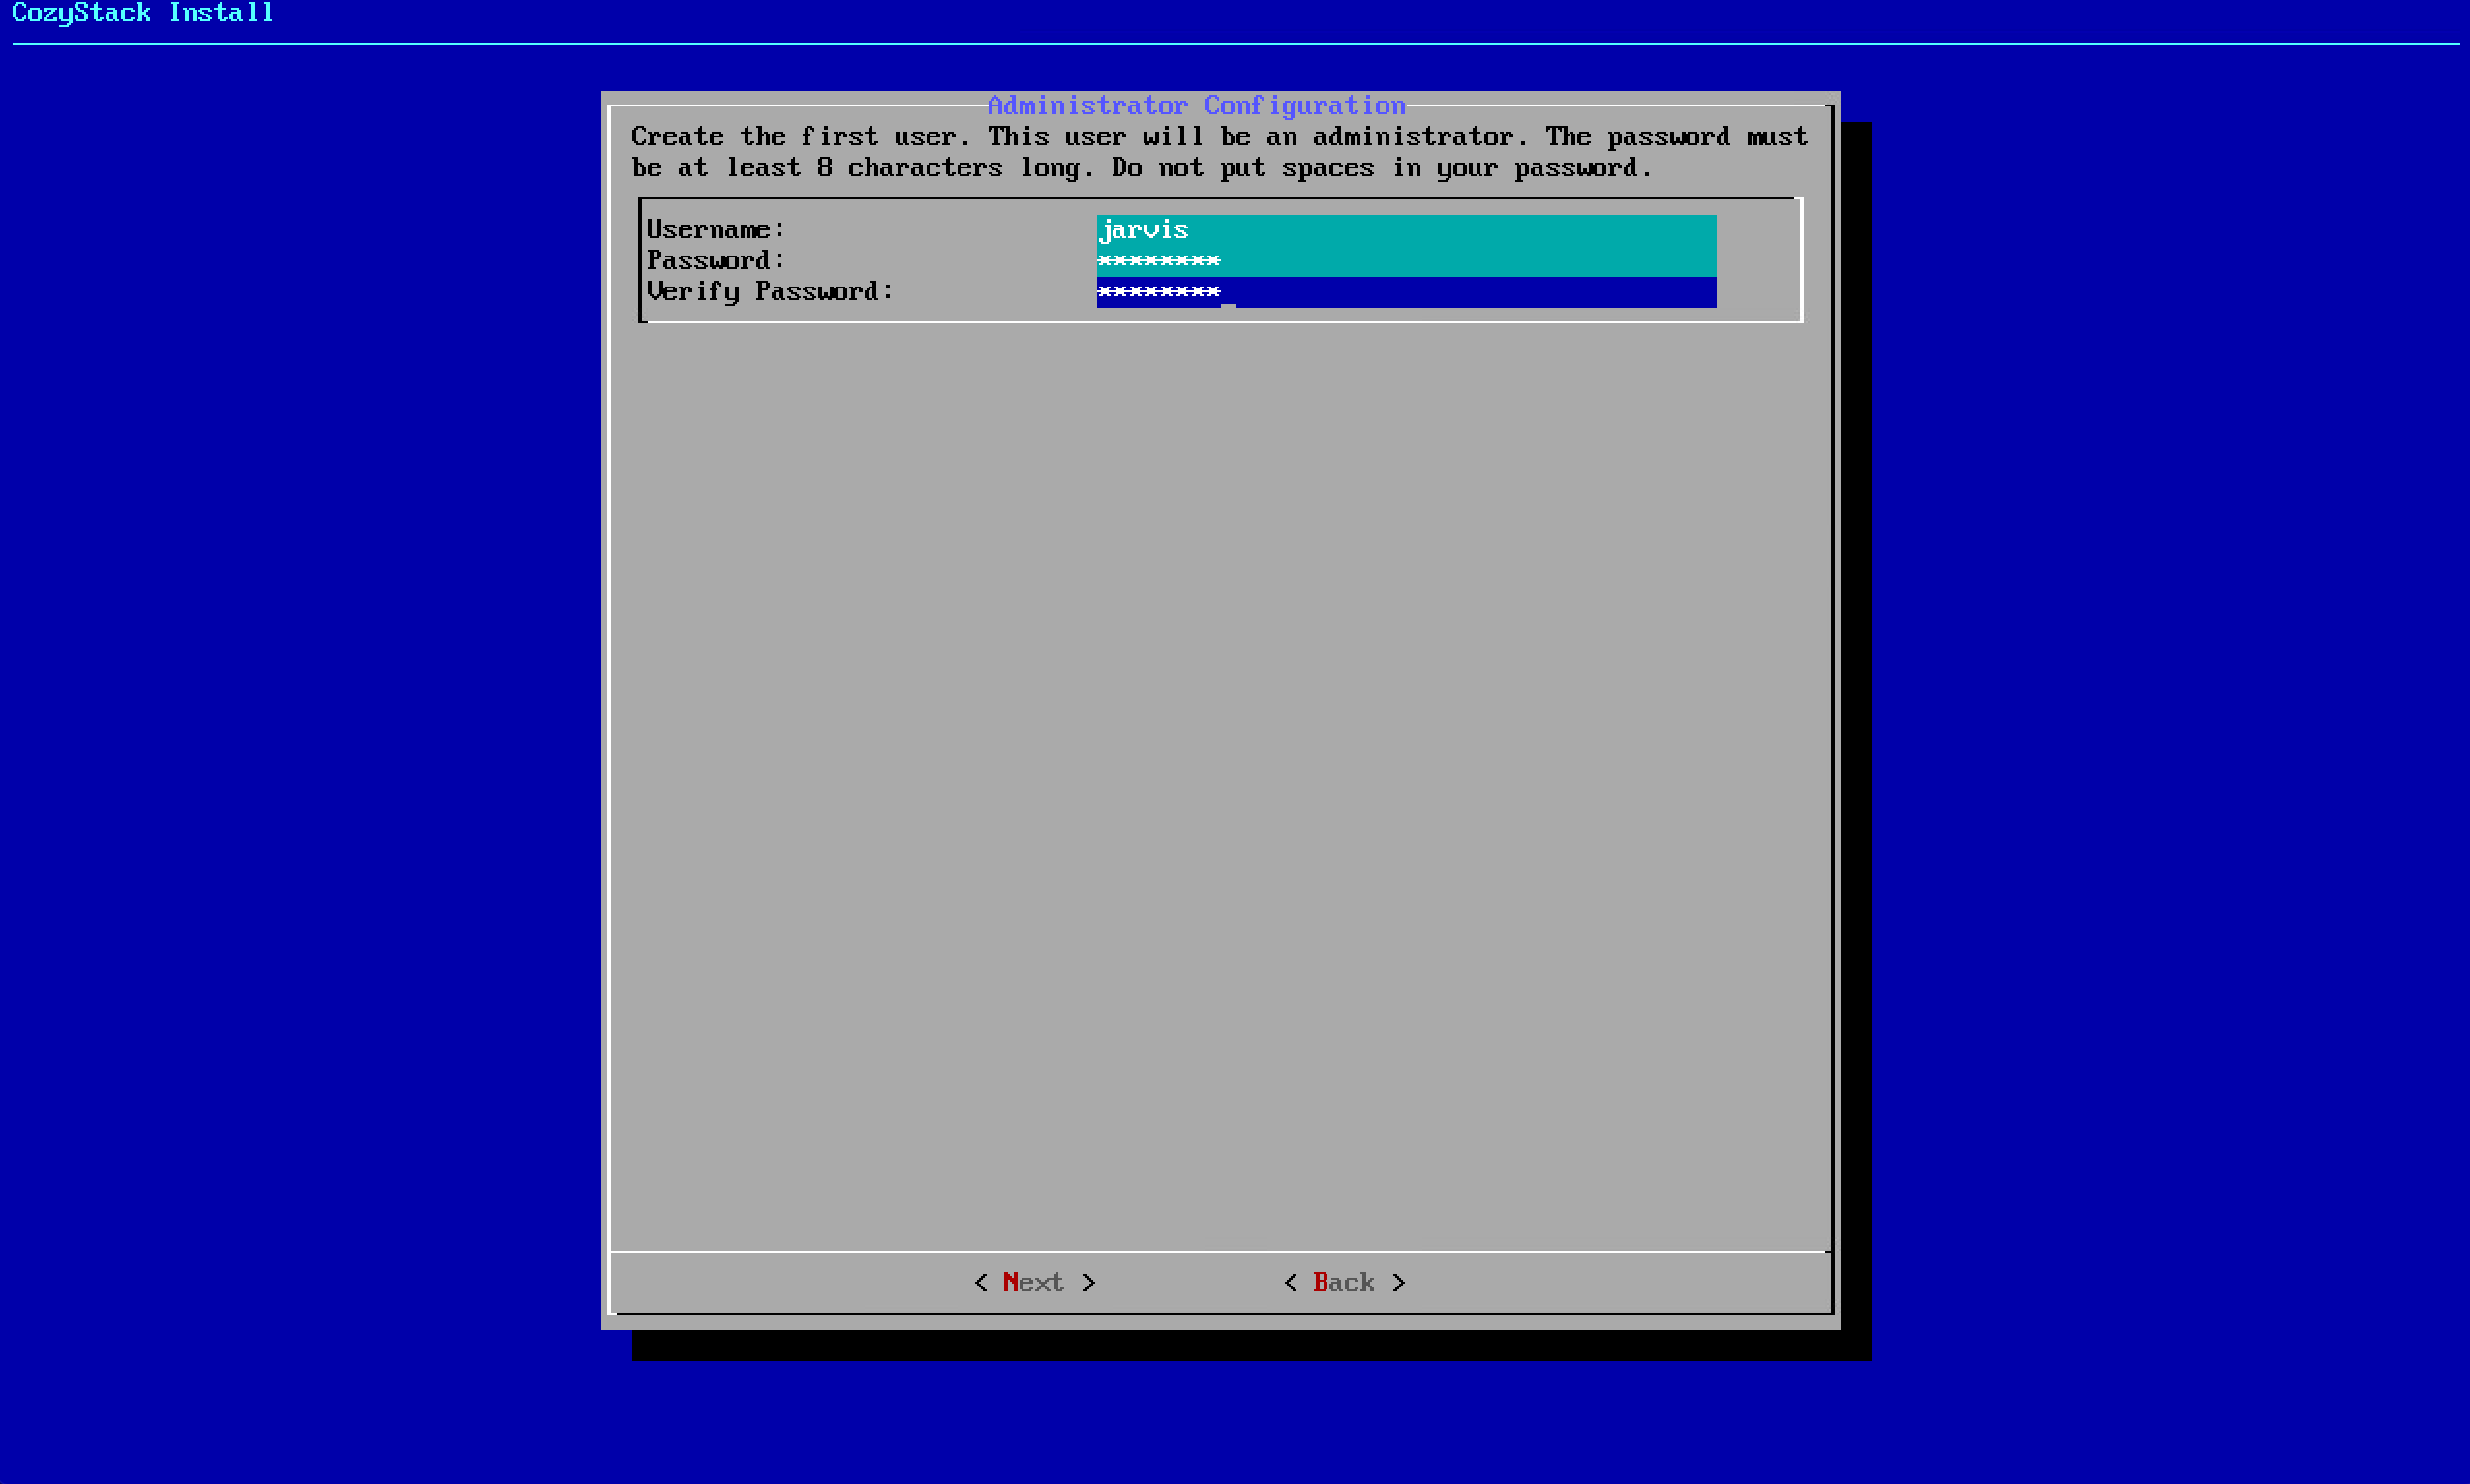 CozyStack Install
Administrator Configuration
Create the first user. This user will be an administrator. The password must
be at least 8 characters long. Do not put spaces in your password.
Username: jarvis
Password: ********
Verify Password: ********_
< Next > < Back >